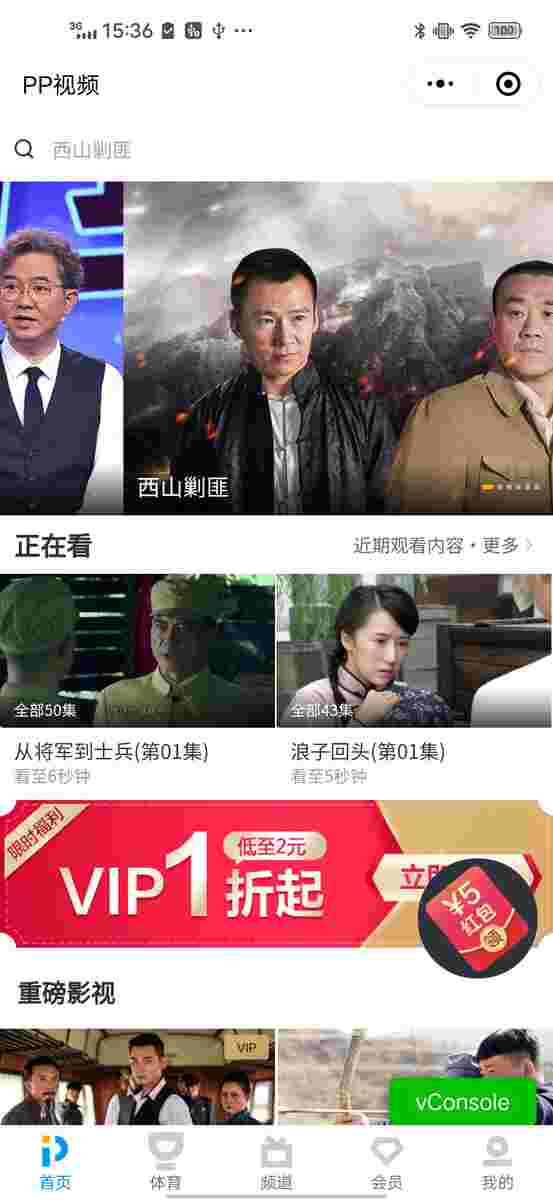 3G 15:36 100
PP视频
西山剿匪
西山剿匪
正在看
近期观看内容·更多
全部50集
全部43集
从将军到士兵(第01集)
浪子回头(第01集)
看至6秒钟
看至5秒钟
限时福利
VIP1折起
低至2元
立即
¥5
红包
重磅影视
VIP
vConsole
首页
体育
频道
会员
我的